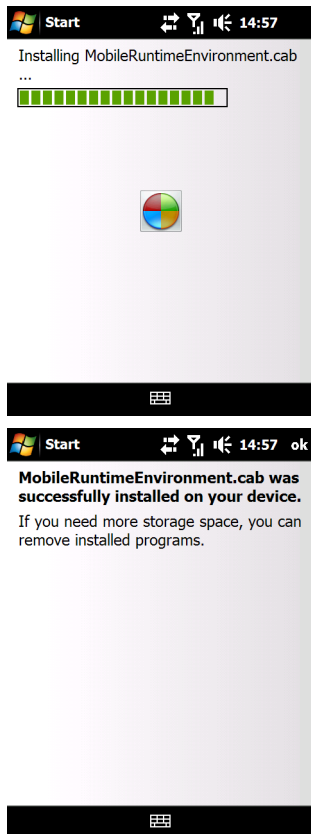 Start 14:57
Installing MobileRuntimeEnvironment.cab
...
Start 14:57 ok
MobileRuntimeEnvironment.cab was
successfully installed on your device.
If you need more storage space, you can
remove installed programs.